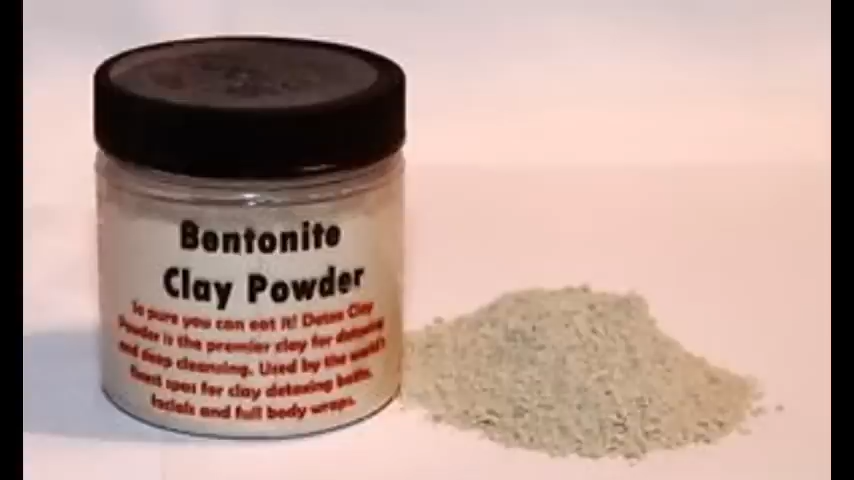 Bentonite
Clay Powder
So pure you can eat it! Detox Clay
Powder is the premier clay for detoxing
and deep cleansing. Used by the world's
finest spas for clay detoxing baths,
facials and full body wraps.